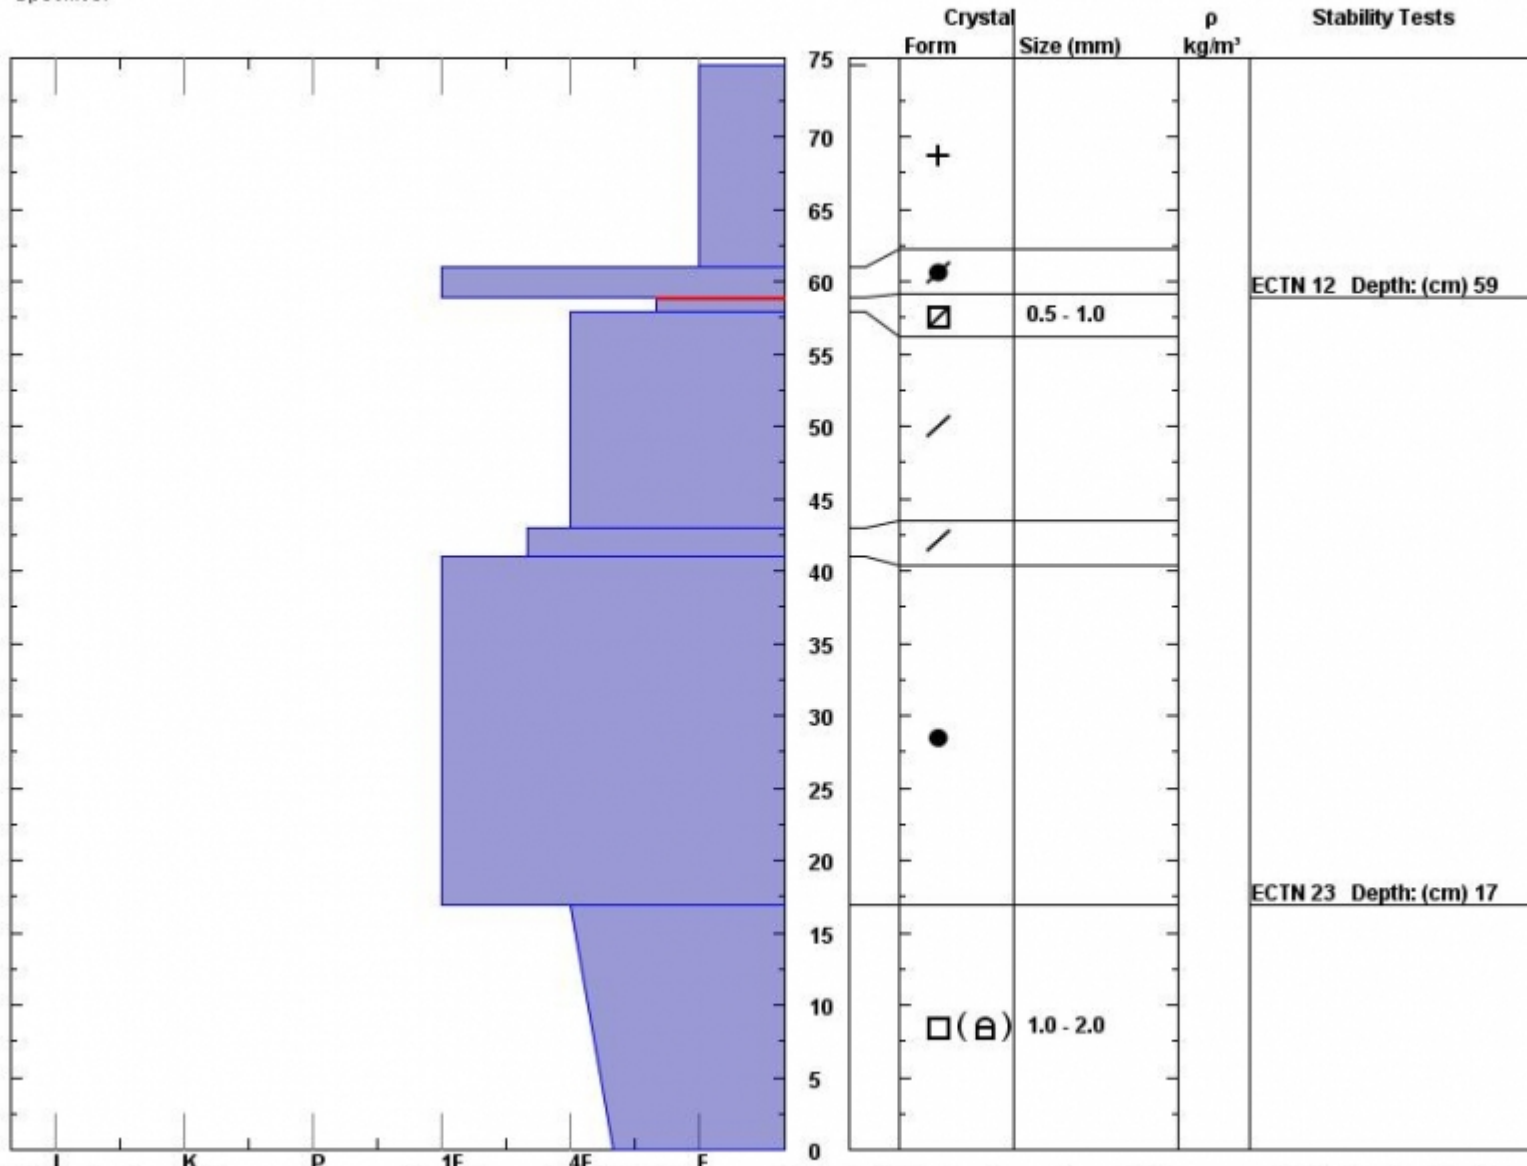 Crystal ρ Stability Tests
Form Size (mm) kg/m³
75
70
65
60
ECTN 12 Depth: (cm) 59
0.5 - 1.0
55
50
45
40
35
30
25
20
ECTN 23 Depth: (cm) 17
15
10
( ) 1.0 - 2.0
5
0
I K P 1F 4F F